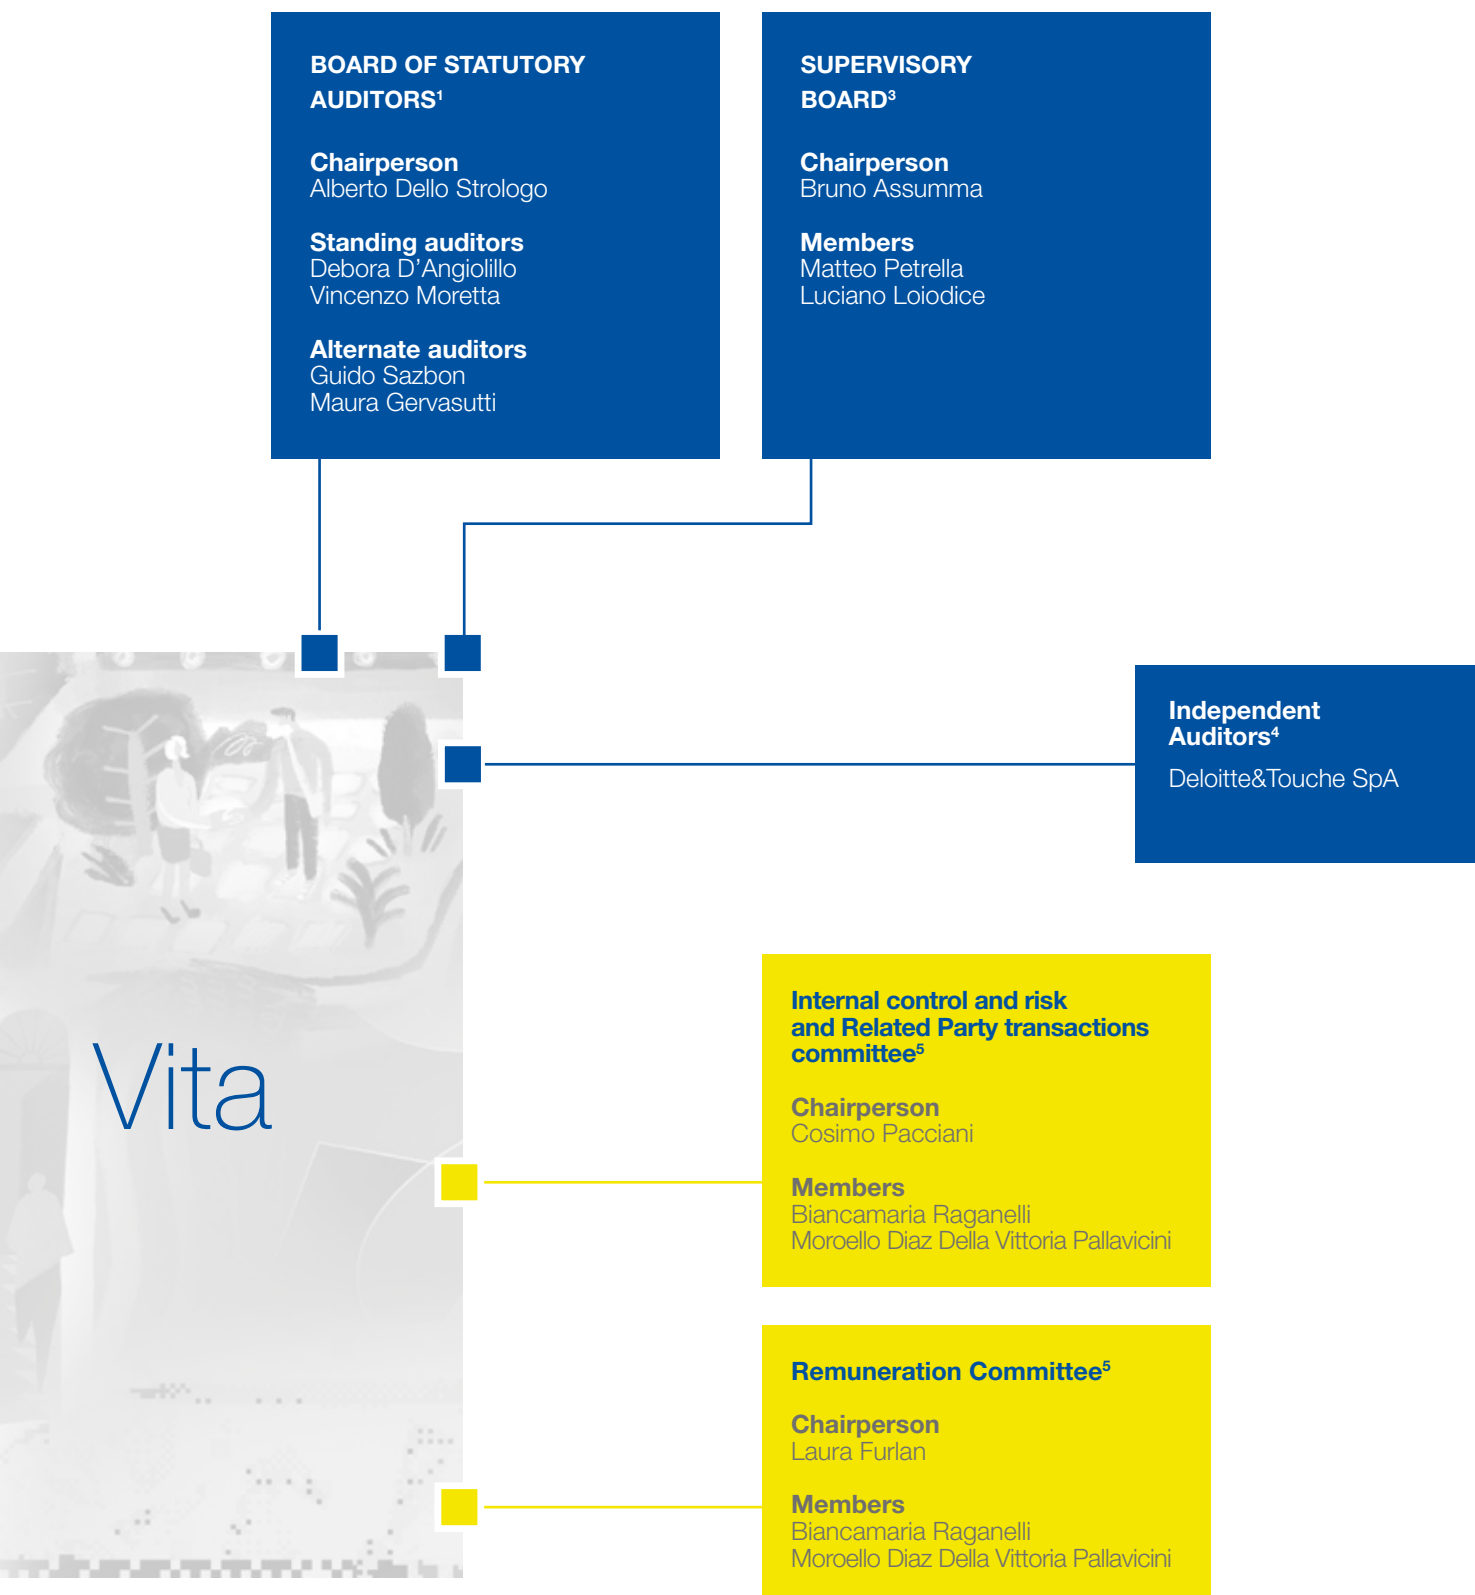 BOARD OF STATUTORY
AUDITORS¹
Chairperson
Alberto Dello Strologo
Standing auditors
Debora D’Angiolillo
Vincenzo Moretta
Alternate auditors
Guido Sazbon
Maura Gervasutti
SUPERVISORY
BOARD³
Chairperson
Bruno Assumma
Members
Matteo Petrella
Luciano Loiodice
Independent
Auditors⁴
Deloitte&Touche SpA
Vita
Internal control and risk
and Related Party transactions
committee⁵
Chairperson
Cosimo Pacciani
Members
Biancamaria Raganelli
Moroello Diaz Della Vittoria Pallavicini
Remuneration Committee⁵
Chairperson
Laura Furlan
Members
Biancamaria Raganelli
Moroello Diaz Della Vittoria Pallavicini